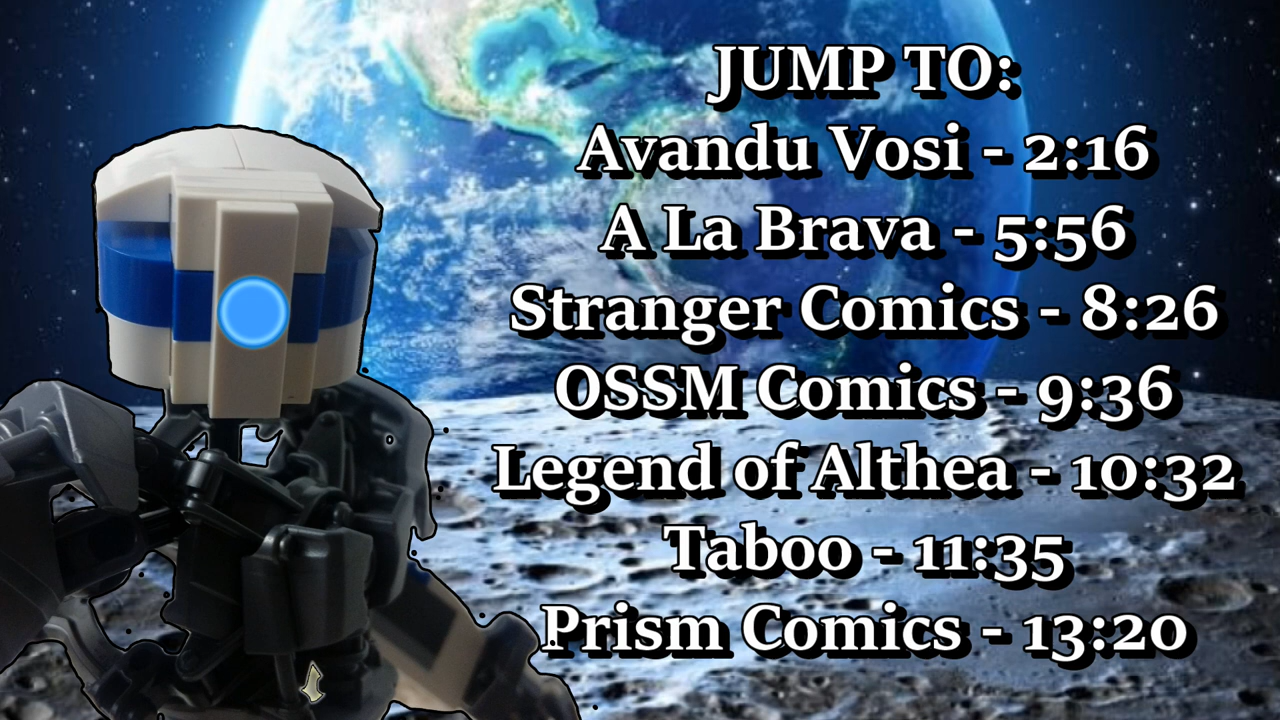 JUMP TO:
Avandu Vosi - 2:16
A La Brava - 5:56
Stranger Comics - 8:26
OSSM Comics - 9:36
Legend of Althea - 10:32
Taboo - 11:35
Prism Comics - 13:20